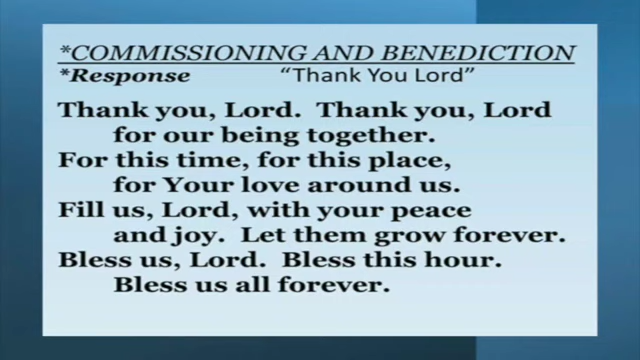 *COMMISSIONING AND BENEDICTION
*Response “Thank You Lord”
Thank you, Lord. Thank you, Lord
for our being together.
For this time, for this place,
for Your love around us.
Fill us, Lord, with your peace
and joy. Let them grow forever.
Bless us, Lord. Bless this hour.
Bless us all forever.